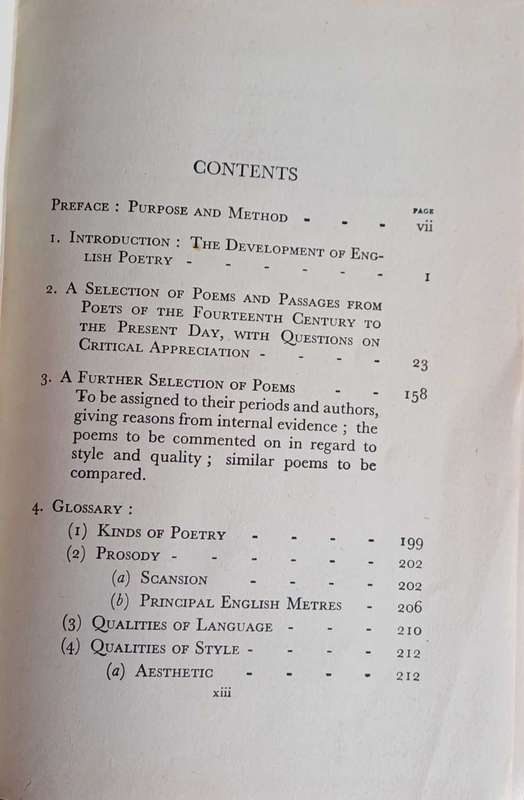 CONTENTS
PAGE
PREFACE : PURPOSE AND METHOD - - - vii
1. INTRODUCTION : THE DEVELOPMENT OF ENG-
LISH POETRY - - - - - - 1
2. A SELECTION OF POEMS AND PASSAGES FROM
POETS OF THE FOURTEENTH CENTURY TO
THE PRESENT DAY, WITH QUESTIONS ON
CRITICAL APPRECIATION - - - - 23
3. A FURTHER SELECTION OF POEMS - - 158
To be assigned to their periods and authors,
giving reasons from internal evidence ; the
poems to be commented on in regard to
style and quality ; similar poems to be
compared.
4. GLOSSARY :
(1) KINDS OF POETRY - - - - 199
(2) PROSODY - - - - - - 202
(a) SCANSION - - - - 202
(b) PRINCIPAL ENGLISH METRES - 206
(3) QUALITIES OF LANGUAGE - - - 210
(4) QUALITIES OF STYLE - - - - 212
(a) AESTHETIC - - - - 212
xiii